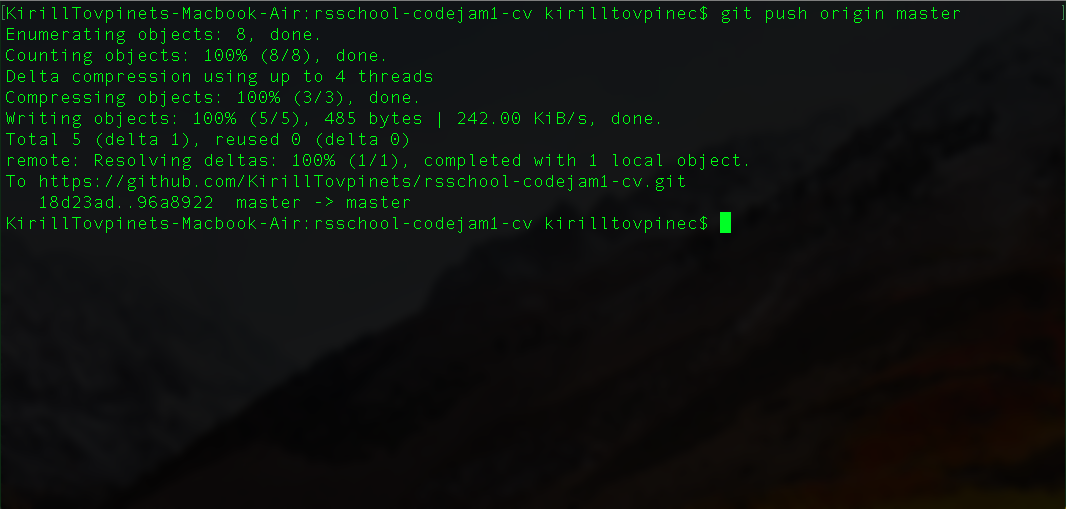 [KirillTovpinets-Macbook-Air:rsschool-codejam1-cv kirilltovpinec$ git push origin master ]
Enumerating objects: 8, done.
Counting objects: 100% (8/8), done.
Delta compression using up to 4 threads
Compressing objects: 100% (3/3), done.
Writing objects: 100% (5/5), 485 bytes | 242.00 KiB/s, done.
Total 5 (delta 1), reused 0 (delta 0)
remote: Resolving deltas: 100% (1/1), completed with 1 local object.
To https://github.com/KirillTovpinets/rsschool-codejam1-cv.git
   18d23ad..96a8922  master -> master
KirillTovpinets-Macbook-Air:rsschool-codejam1-cv kirilltovpinec$